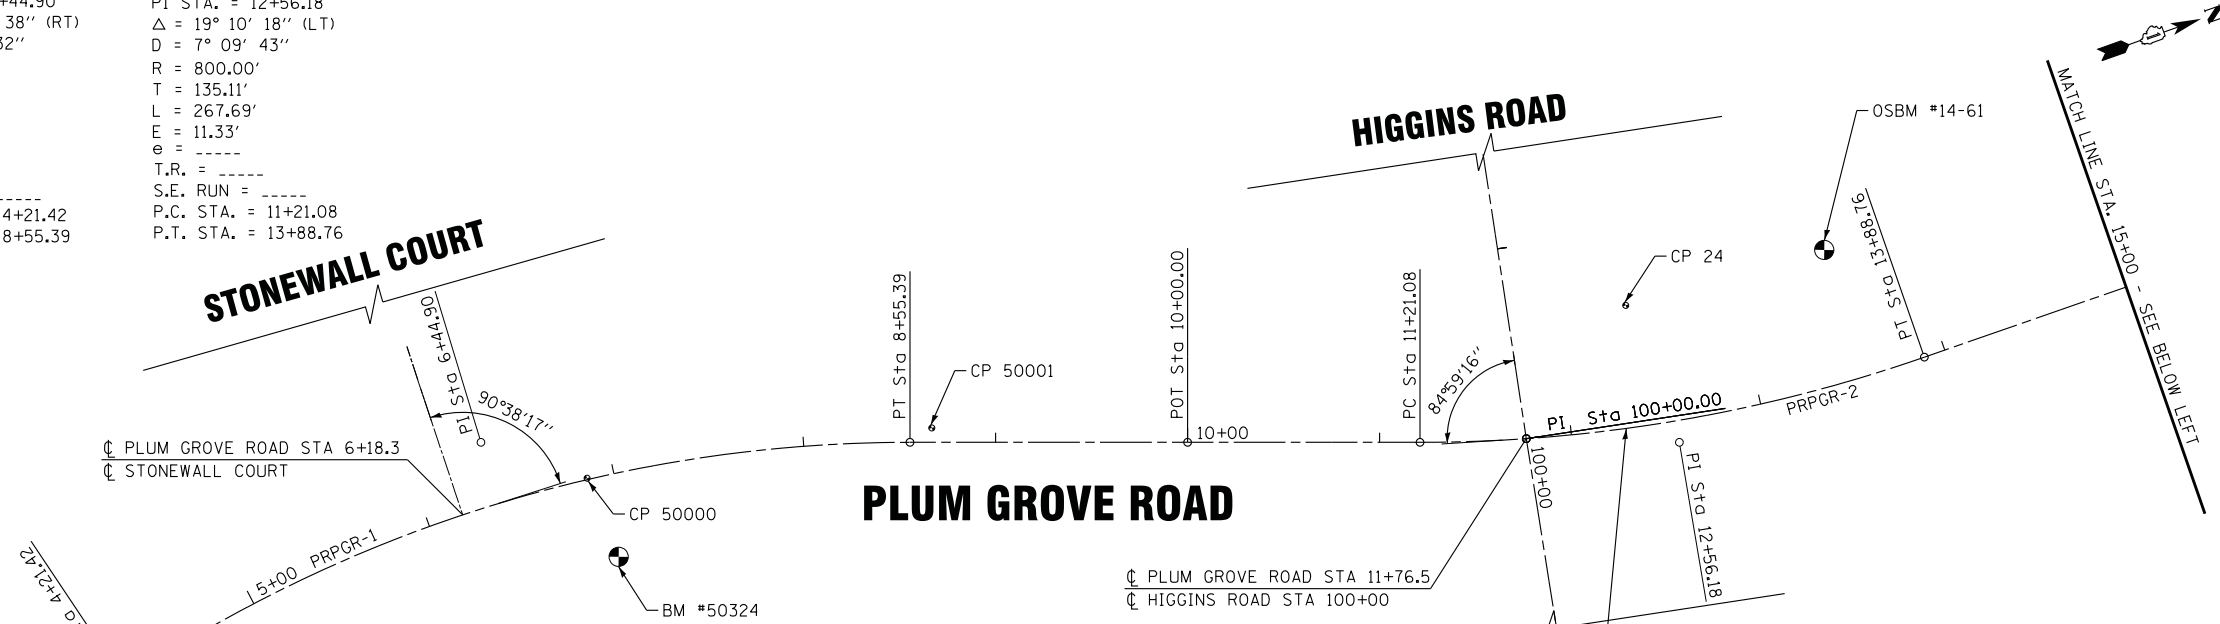 +44.90
38'' (RT)
32''
-----
4+21.42
8+55.39
PI STA. = 12+56.18
Δ = 19° 10' 18'' (LT)
D = 7° 09' 43''
R = 800.00'
T = 135.11'
L = 267.69'
E = 11.33'
e = -----
T.R. = -----
S.E. RUN = -----
P.C. STA. = 11+21.08
P.T. STA. = 13+88.76
STONEWALL COURT
PI Sta 6+44.90
90°38'17''
℄ PLUM GROVE ROAD STA 6+18.3
℄ STONEWALL COURT
a 4+21.42
5+00
PRPGR-1
CP 50000
BM #50324
PT Sta 8+55.39
CP 50001
POT Sta 10+00.00
10+00
PLUM GROVE ROAD
PC Sta 11+21.08
84°59'16''
HIGGINS ROAD
CP 24
OSBM #14-61
PT Sta 13+88.76
PI Sta 100+00.00
100+00
PRPGR-2
PI Sta 12+56.18
℄ PLUM GROVE ROAD STA 11+76.5
℄ HIGGINS ROAD STA 100+00
MATCH LINE STA. 15+00 - SEE BELOW LEFT
N